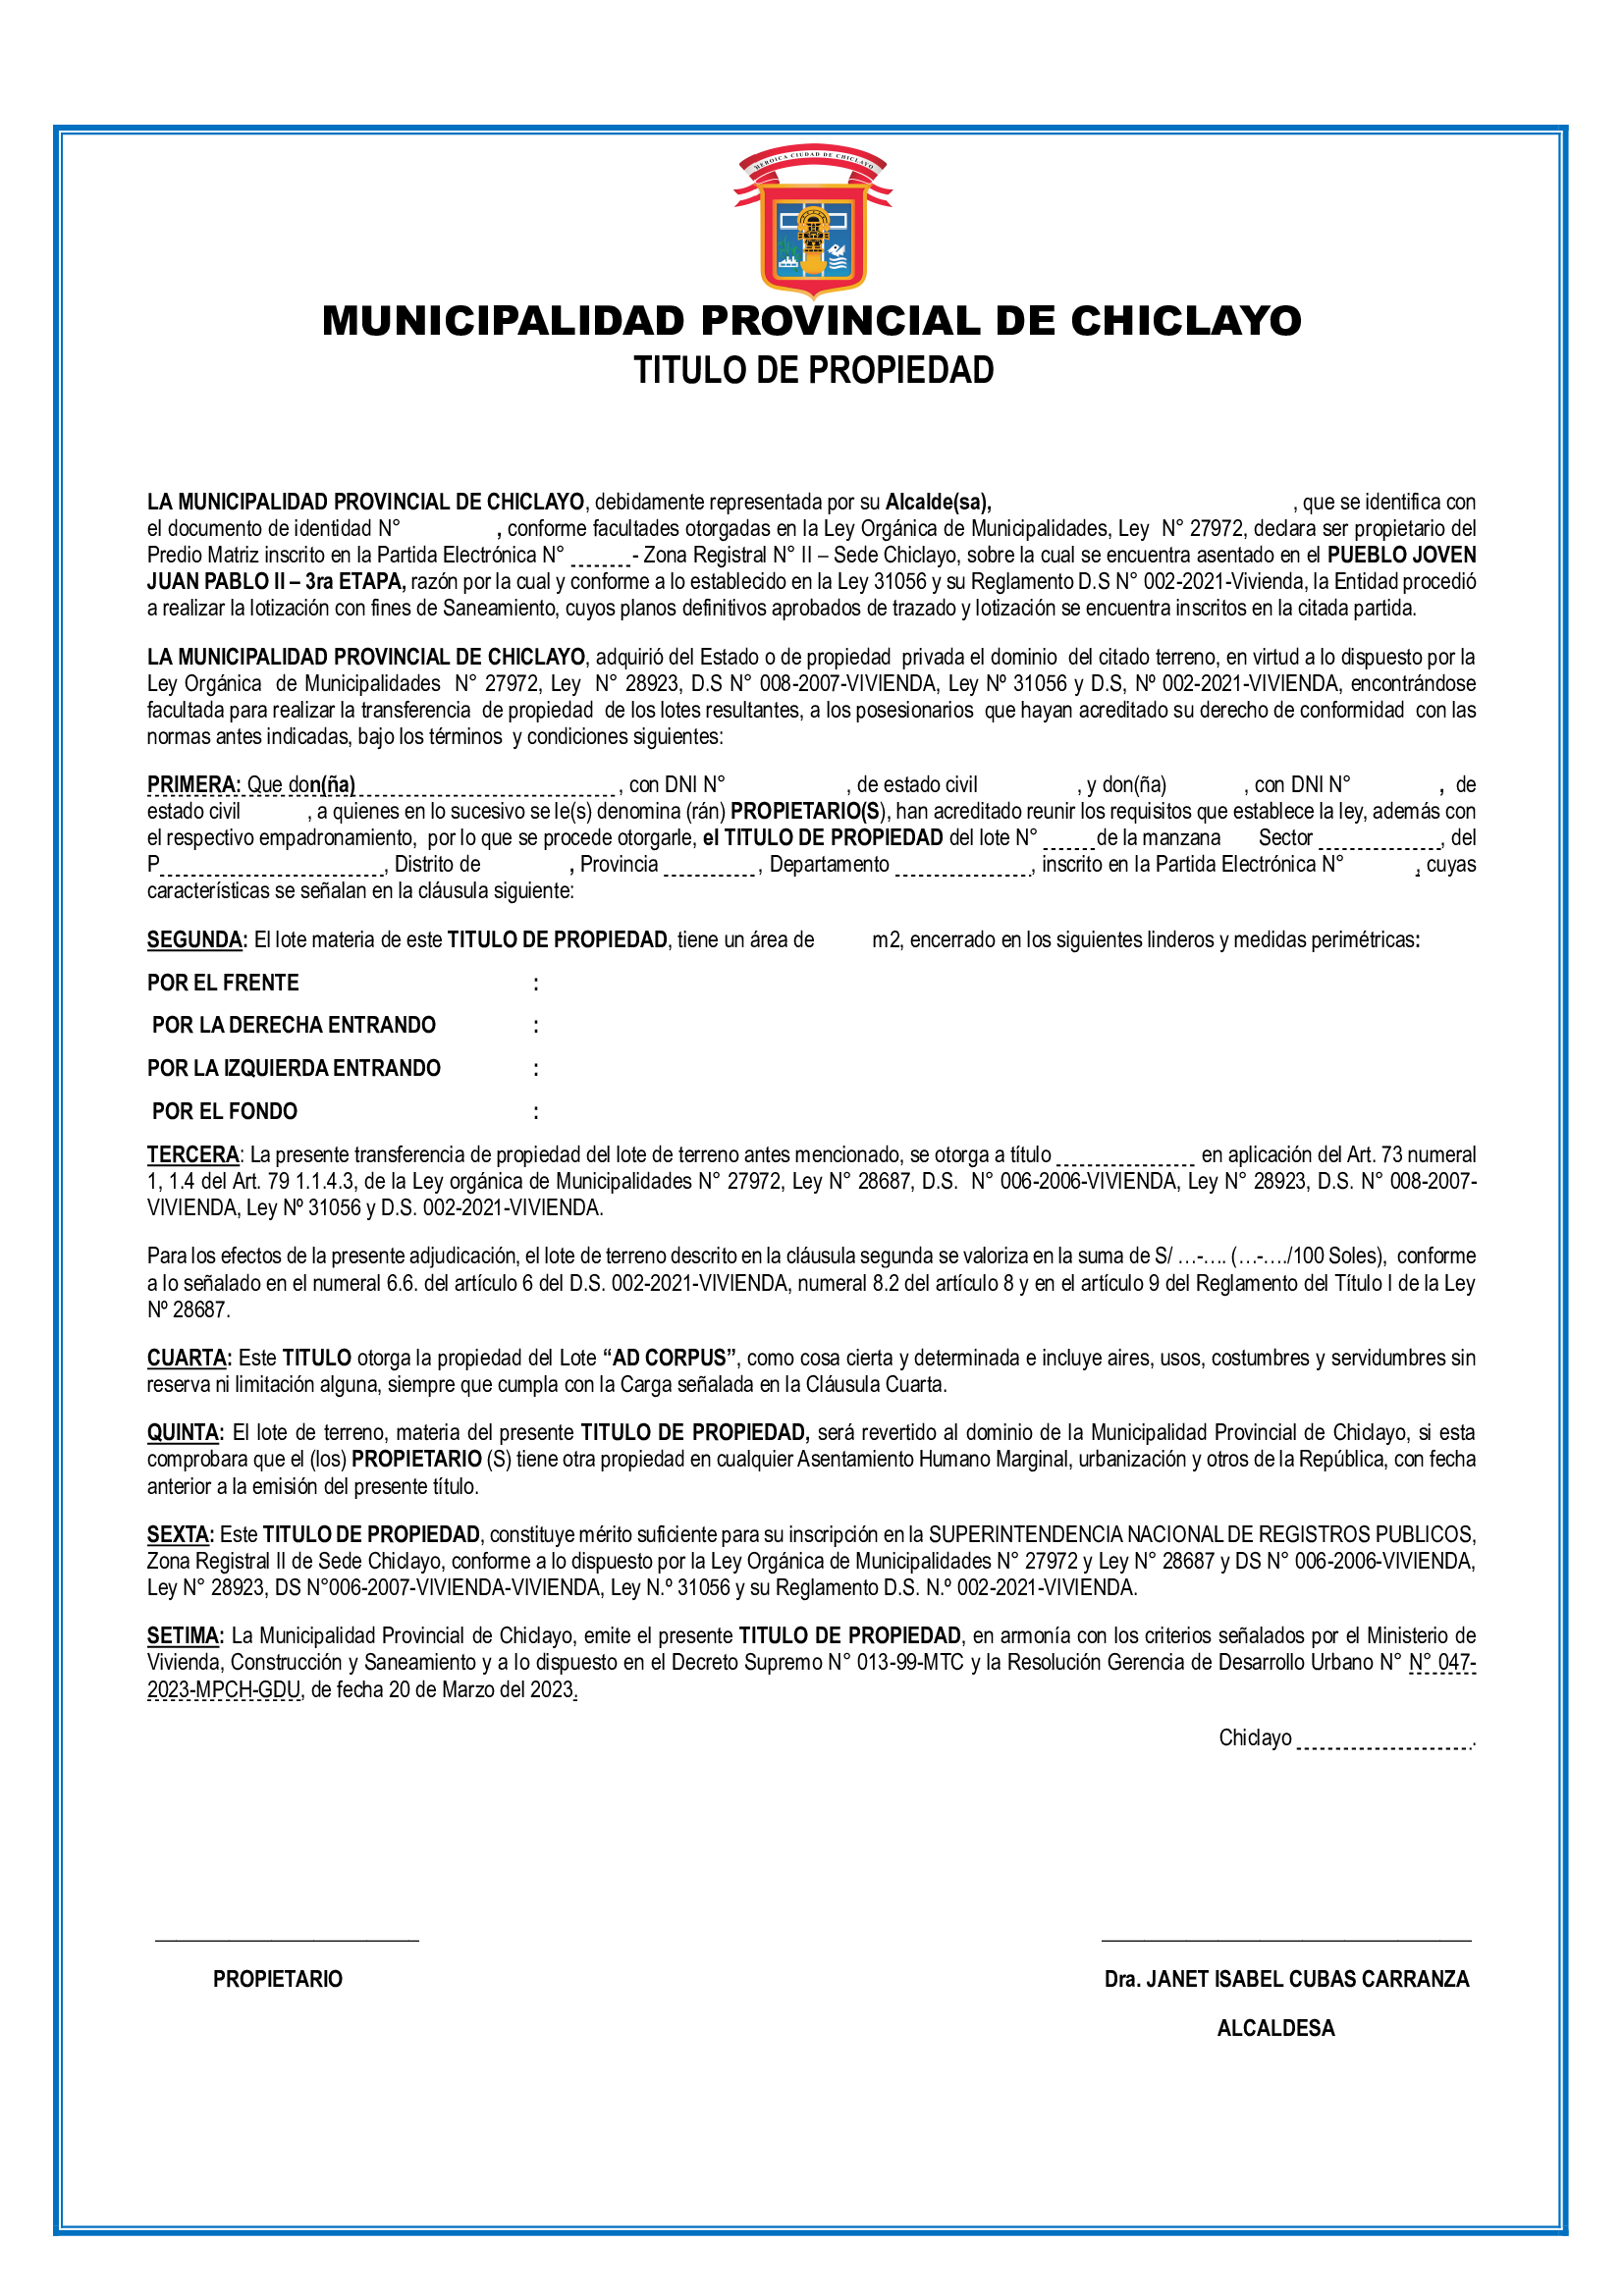 HEROICA CIUDAD DE CHICLAYO
MUNICIPALIDAD PROVINCIAL DE CHICLAYO
TITULO DE PROPIEDAD
LA MUNICIPALIDAD PROVINCIAL DE CHICLAYO, debidamente representada por su Alcalde(sa), , que se identifica con
el documento de identidad N° , conforme facultades otorgadas en la Ley Orgánica de Municipalidades, Ley N° 27972, declara ser propietario del
Predio Matriz inscrito en la Partida Electrónica N° ________- Zona Registral N° II – Sede Chiclayo, sobre la cual se encuentra asentado en el PUEBLO JOVEN
JUAN PABLO II – 3ra ETAPA, razón por la cual y conforme a lo establecido en la Ley 31056 y su Reglamento D.S N° 002-2021-Vivienda, la Entidad procedió
a realizar la lotización con fines de Saneamiento, cuyos planos definitivos aprobados de trazado y lotización se encuentra inscritos en la citada partida.
LA MUNICIPALIDAD PROVINCIAL DE CHICLAYO, adquirió del Estado o de propiedad privada el dominio del citado terreno, en virtud a lo dispuesto por la
Ley Orgánica de Municipalidades N° 27972, Ley N° 28923, D.S N° 008-2007-VIVIENDA, Ley Nº 31056 y D.S, Nº 002-2021-VIVIENDA, encontrándose
facultada para realizar la transferencia de propiedad de los lotes resultantes, a los posesionarios que hayan acreditado su derecho de conformidad con las
normas antes indicadas, bajo los términos y condiciones siguientes:
PRIMERA: Que don(ña) , con DNI N° , de estado civil , y don(ña) , con DNI N° , de
estado civil , a quienes en lo sucesivo se le(s) denomina (rán) PROPIETARIO(S), han acreditado reunir los requisitos que establece la ley, además con
el respectivo empadronamiento, por lo que se procede otorgarle, el TITULO DE PROPIEDAD del lote N° ______ de la manzana Sector ______________, del
P__________________________, Distrito de , Provincia ___________, Departamento ________________, inscrito en la Partida Electrónica N° , cuyas
características se señalan en la cláusula siguiente:
SEGUNDA: El lote materia de este TITULO DE PROPIEDAD, tiene un área de m2, encerrado en los siguientes linderos y medidas perimétricas:
POR EL FRENTE :
POR LA DERECHA ENTRANDO :
POR LA IZQUIERDA ENTRANDO :
POR EL FONDO :
TERCERA: La presente transferencia de propiedad del lote de terreno antes mencionado, se otorga a título ________________ en aplicación del Art. 73 numeral
1, 1.4 del Art. 79 1.1.4.3, de la Ley orgánica de Municipalidades N° 27972, Ley N° 28687, D.S. N° 006-2006-VIVIENDA, Ley N° 28923, D.S. N° 008-2007-
VIVIENDA, Ley Nº 31056 y D.S. 002-2021-VIVIENDA.
Para los efectos de la presente adjudicación, el lote de terreno descrito en la cláusula segunda se valoriza en la suma de S/ …-…. (…-…./100 Soles), conforme
a lo señalado en el numeral 6.6. del artículo 6 del D.S. 002-2021-VIVIENDA, numeral 8.2 del artículo 8 y en el artículo 9 del Reglamento del Título I de la Ley
Nº 28687.
CUARTA: Este TITULO otorga la propiedad del Lote “AD CORPUS”, como cosa cierta y determinada e incluye aires, usos, costumbres y servidumbres sin
reserva ni limitación alguna, siempre que cumpla con la Carga señalada en la Cláusula Cuarta.
QUINTA: El lote de terreno, materia del presente TITULO DE PROPIEDAD, será revertido al dominio de la Municipalidad Provincial de Chiclayo, si esta
comprobara que el (los) PROPIETARIO (S) tiene otra propiedad en cualquier Asentamiento Humano Marginal, urbanización y otros de la República, con fecha
anterior a la emisión del presente título.
SEXTA: Este TITULO DE PROPIEDAD, constituye mérito suficiente para su inscripción en la SUPERINTENDENCIA NACIONAL DE REGISTROS PUBLICOS,
Zona Registral II de Sede Chiclayo, conforme a lo dispuesto por la Ley Orgánica de Municipalidades N° 27972 y Ley N° 28687 y DS N° 006-2006-VIVIENDA,
Ley N° 28923, DS N°006-2007-VIVIENDA-VIVIENDA, Ley N.º 31056 y su Reglamento D.S. N.º 002-2021-VIVIENDA.
SETIMA: La Municipalidad Provincial de Chiclayo, emite el presente TITULO DE PROPIEDAD, en armonía con los criterios señalados por el Ministerio de
Vivienda, Construcción y Saneamiento y a lo dispuesto en el Decreto Supremo N° 013-99-MTC y la Resolución Gerencia de Desarrollo Urbano N° N° 047-
2023-MPCH-GDU, de fecha 20 de Marzo del 2023.
Chiclayo ____________________.
PROPIETARIO
Dra. JANET ISABEL CUBAS CARRANZA
ALCALDESA